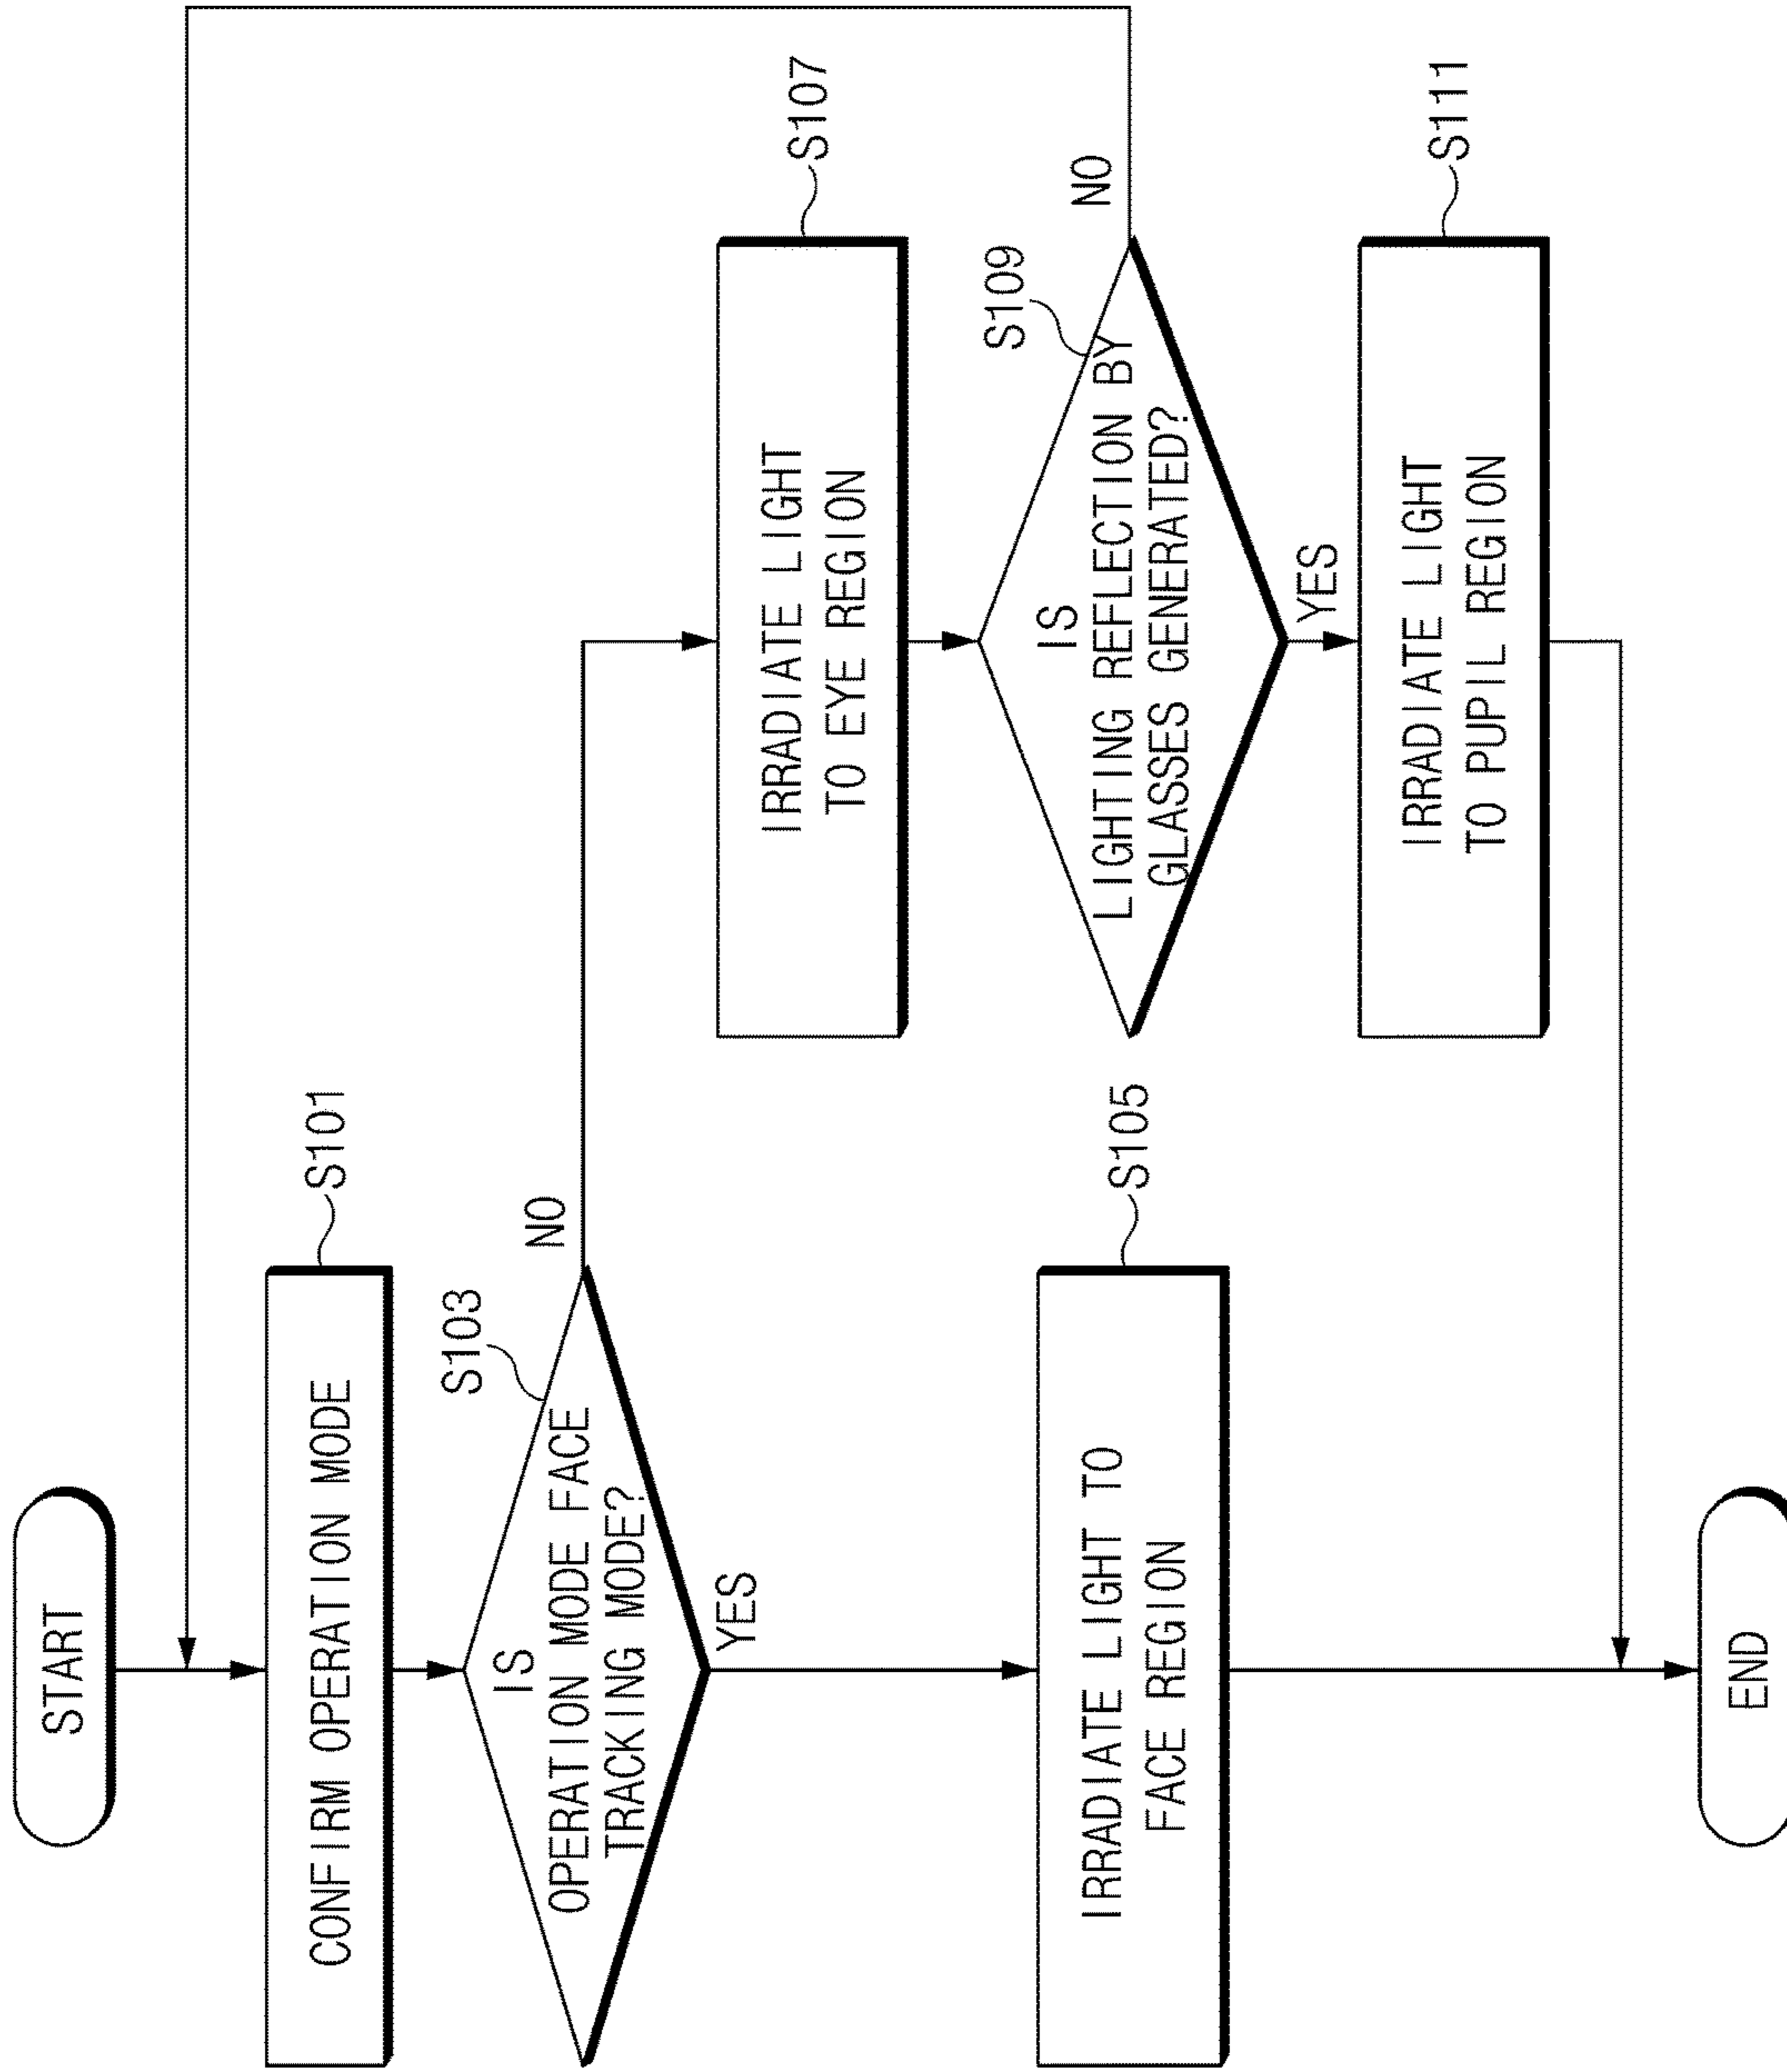 START
CONFIRM OPERATION MODE
S101
S103
IS
OPERATION MODE FACE
TRACKING MODE?
NO
YES
IRRADIATE LIGHT TO
FACE REGION
S105
IRRADIATE LIGHT
TO EYE REGION
S107
S109
IS
LIGHTING REFLECTION BY
GLASSES GENERATED?
NO
YES
IRRADIATE LIGHT
TO PUPIL REGION
S111
END